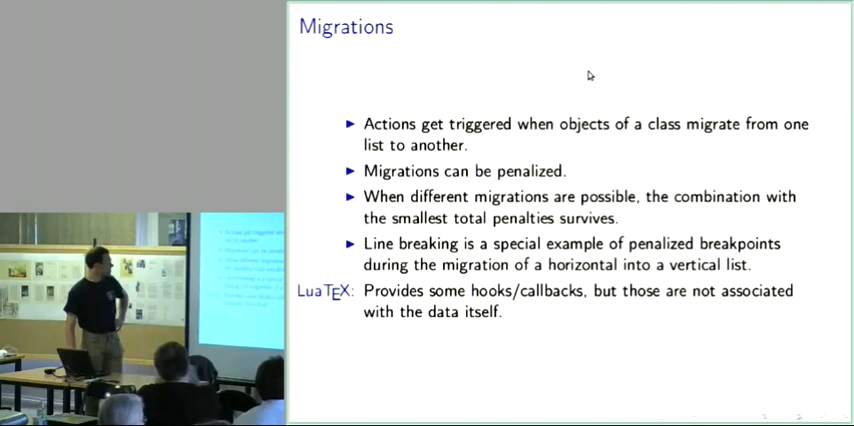 Migrations
► Actions get triggered when objects of a class migrate from one
list to another.
► Migrations can be penalized.
► When different migrations are possible, the combination with
the smallest total penalties survives.
► Line breaking is a special example of penalized breakpoints
during the migration of a horizontal into a vertical list.
LuaTEX: Provides some hooks/callbacks, but those are not associated
with the data itself.